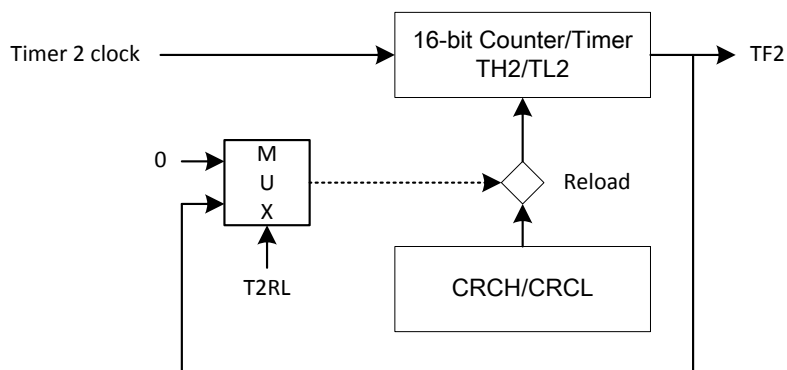 16-bit Counter/Timer
TH2/TL2
Timer 2 clock
TF2
0
M
U
X
Reload
T2RL
CRCH/CRCL